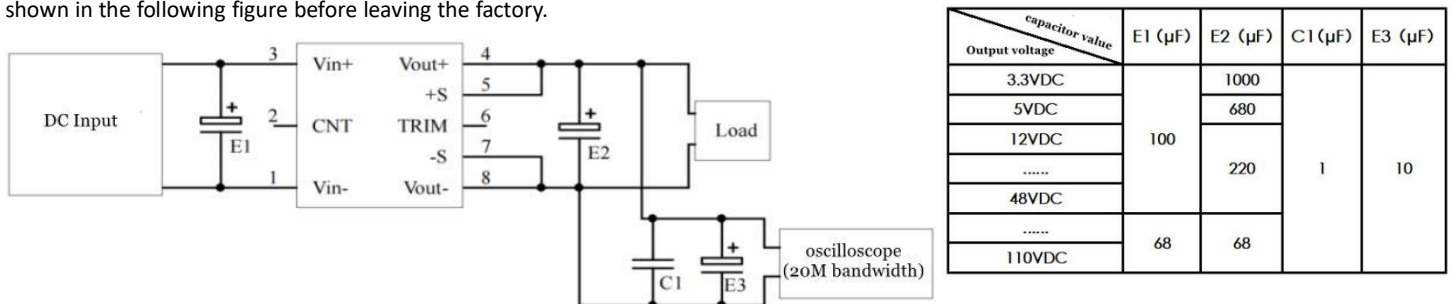 shown in the following figure before leaving the factory.
DC Input
E1
3
2
1
Vin+
CNT
Vin-
Vout+
+S
TRIM
-S
Vout-
4
5
6
7
8
E2
Load
C1
E3
oscilloscope
(20M bandwidth)
capacitor value
Output voltage
E1 (μF) E2 (μF) C1(μF) E3 (μF)
3.3VDC 1000
5VDC 680
12VDC 100
...... 220 1 10
48VDC
...... 68 68
110VDC